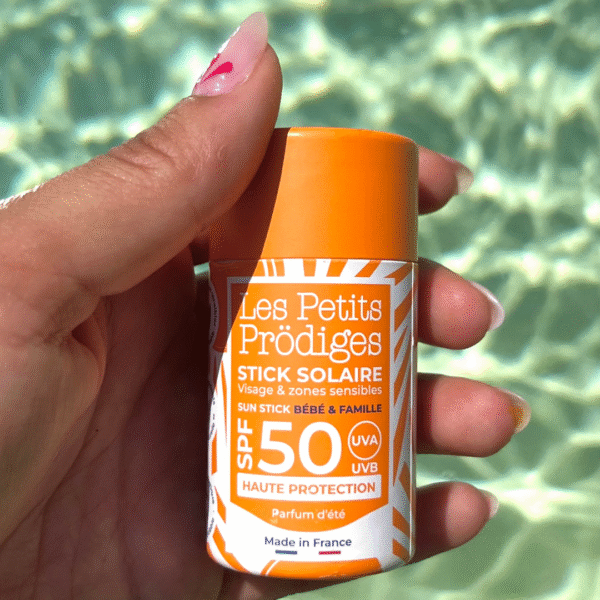 Les Petits
Prödiges
STICK SOLAIRE
Visage & zones sensibles
SUN STICK BÉBÉ & FAMILLE
SPF 50 UVA
UVB
HAUTE PROTECTION
Parfum d'été
Made in France